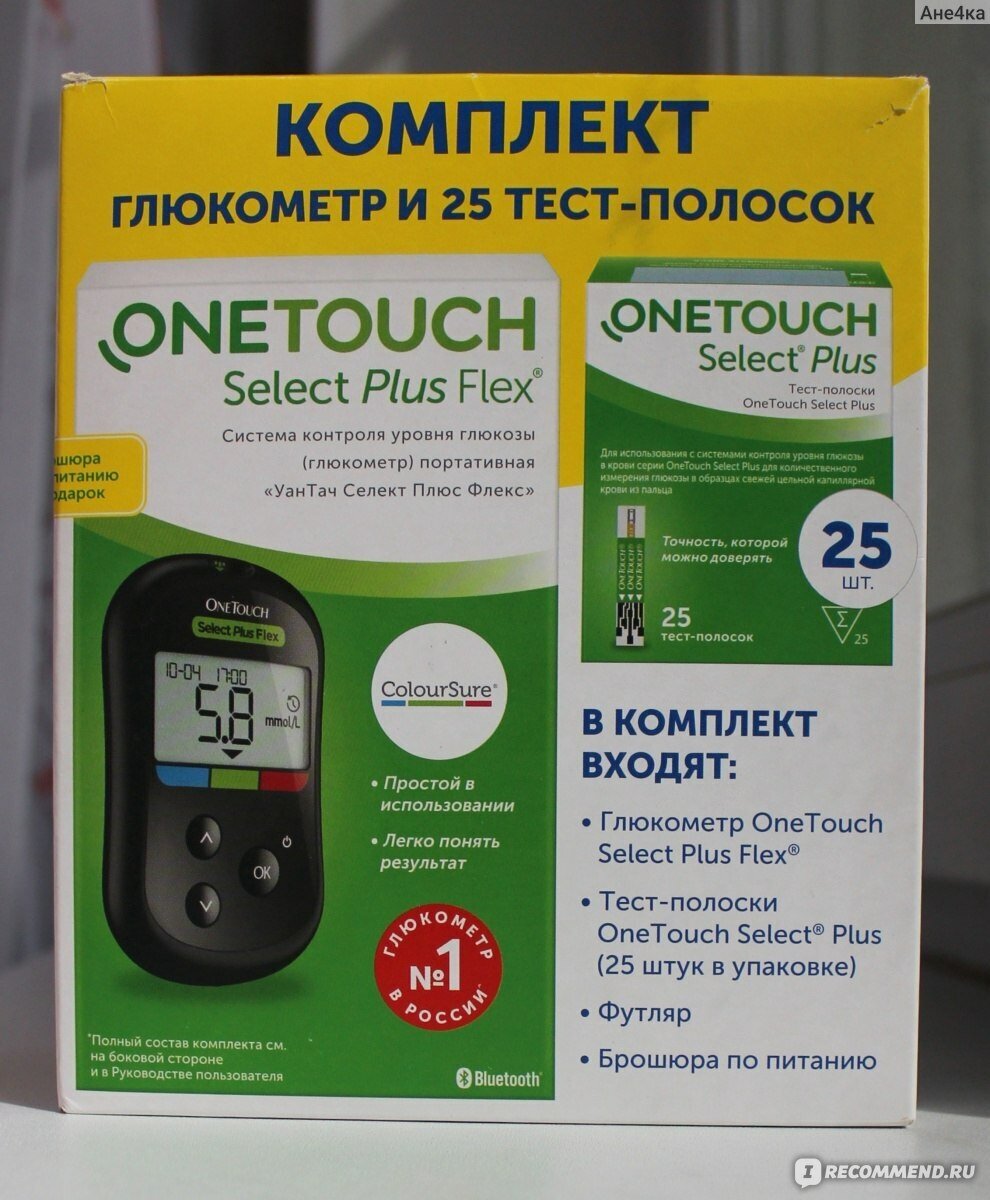 Ане4ка
КОМПЛЕКТ
ГЛЮКОМЕТР И 25 ТЕСТ-ПОЛОСОК
ONETOUCH
Select Plus Flex®
Система контроля уровня глюкозы
(глюкометр) портативная
«УанТач Селект Плюс Флекс»
ONETOUCH
Select® Plus
Тест-полоски
OneTouch Select Plus
Для использования с системами контроля уровня глюкозы
в крови серии OneTouch Select Plus для количественного
измерения глюкозы в образцах свежей цельной капиллярной
крови из пальца
Точность, которой
можно доверять
25
ШТ.
25
тест-полосок
Σ
25
ONETOUCH
Select Plus Flex
10-04 17:00
5.8
mmol/L
OK
ColourSure®
• Простой в
использовании
• Легко понять
результат
ГЛЮКОМЕТР
№1
В РОССИИ
*Полный состав комплекта см.
на боковой стороне
и в Руководстве пользователя
Bluetooth®
В КОМПЛЕКТ
ВХОДЯТ:
• Глюкометр OneTouch
Select Plus Flex®
• Тест-полоски
OneTouch Select® Plus
(25 штук в упаковке)
• Футляр
• Брошюра по питанию
I RECOMMEND.RU